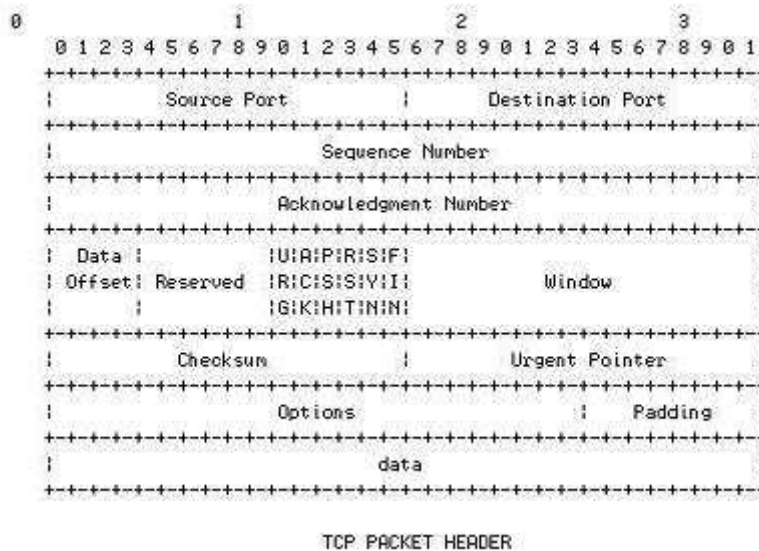 0 1 2 3
0 1 2 3 4 5 6 7 8 9 0 1 2 3 4 5 6 7 8 9 0 1 2 3 4 5 6 7 8 9 0 1
+-+-+-+-+-+-+-+-+-+-+-+-+-+-+-+-+-+-+-+-+-+-+-+-+-+-+-+-+-+-+-+-+
| Source Port | Destination Port
+-+-+-+-+-+-+-+-+-+-+-+-+-+-+-+-+-+-+-+-+-+-+-+-+-+-+-+-+-+-+-+-+
| Sequence Number
+-+-+-+-+-+-+-+-+-+-+-+-+-+-+-+-+-+-+-+-+-+-+-+-+-+-+-+-+-+-+-+-+
| Acknowledgment Number
+-+-+-+-+-+-+-+-+-+-+-+-+-+-+-+-+-+-+-+-+-+-+-+-+-+-+-+-+-+-+-+-+
| Data | |U|A|P|R|S|F|
| Offset| Reserved |R|C|S|S|Y|I| Window
| | |G|K|H|T|N|N|
+-+-+-+-+-+-+-+-+-+-+-+-+-+-+-+-+-+-+-+-+-+-+-+-+-+-+-+-+-+-+-+-+
| Checksum | Urgent Pointer
+-+-+-+-+-+-+-+-+-+-+-+-+-+-+-+-+-+-+-+-+-+-+-+-+-+-+-+-+-+-+-+-+
| Options | Padding
+-+-+-+-+-+-+-+-+-+-+-+-+-+-+-+-+-+-+-+-+-+-+-+-+-+-+-+-+-+-+-+-+
| data
+-+-+-+-+-+-+-+-+-+-+-+-+-+-+-+-+-+-+-+-+-+-+-+-+-+-+-+-+-+-+-+-+
TCP PACKET HEADER